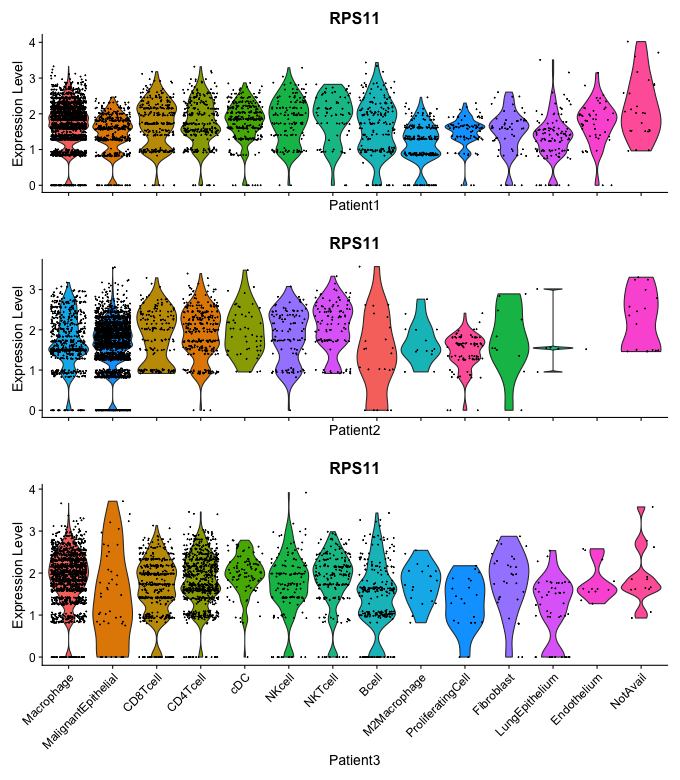 RPS11
Expression Level
4
3
2
1
0
Patient1
RPS11
Expression Level
3
2
1
0
Patient2
RPS11
Expression Level
4
3
2
1
0
Macrophage
MalignantEpithelial
CD8Tcell
CD4Tcell
cDC
NKcell
NKTcell
Bcell
M2Macrophage
ProliferatingCell
Fibroblast
LungEpithelium
Endothelium
NotAvail
Patient3